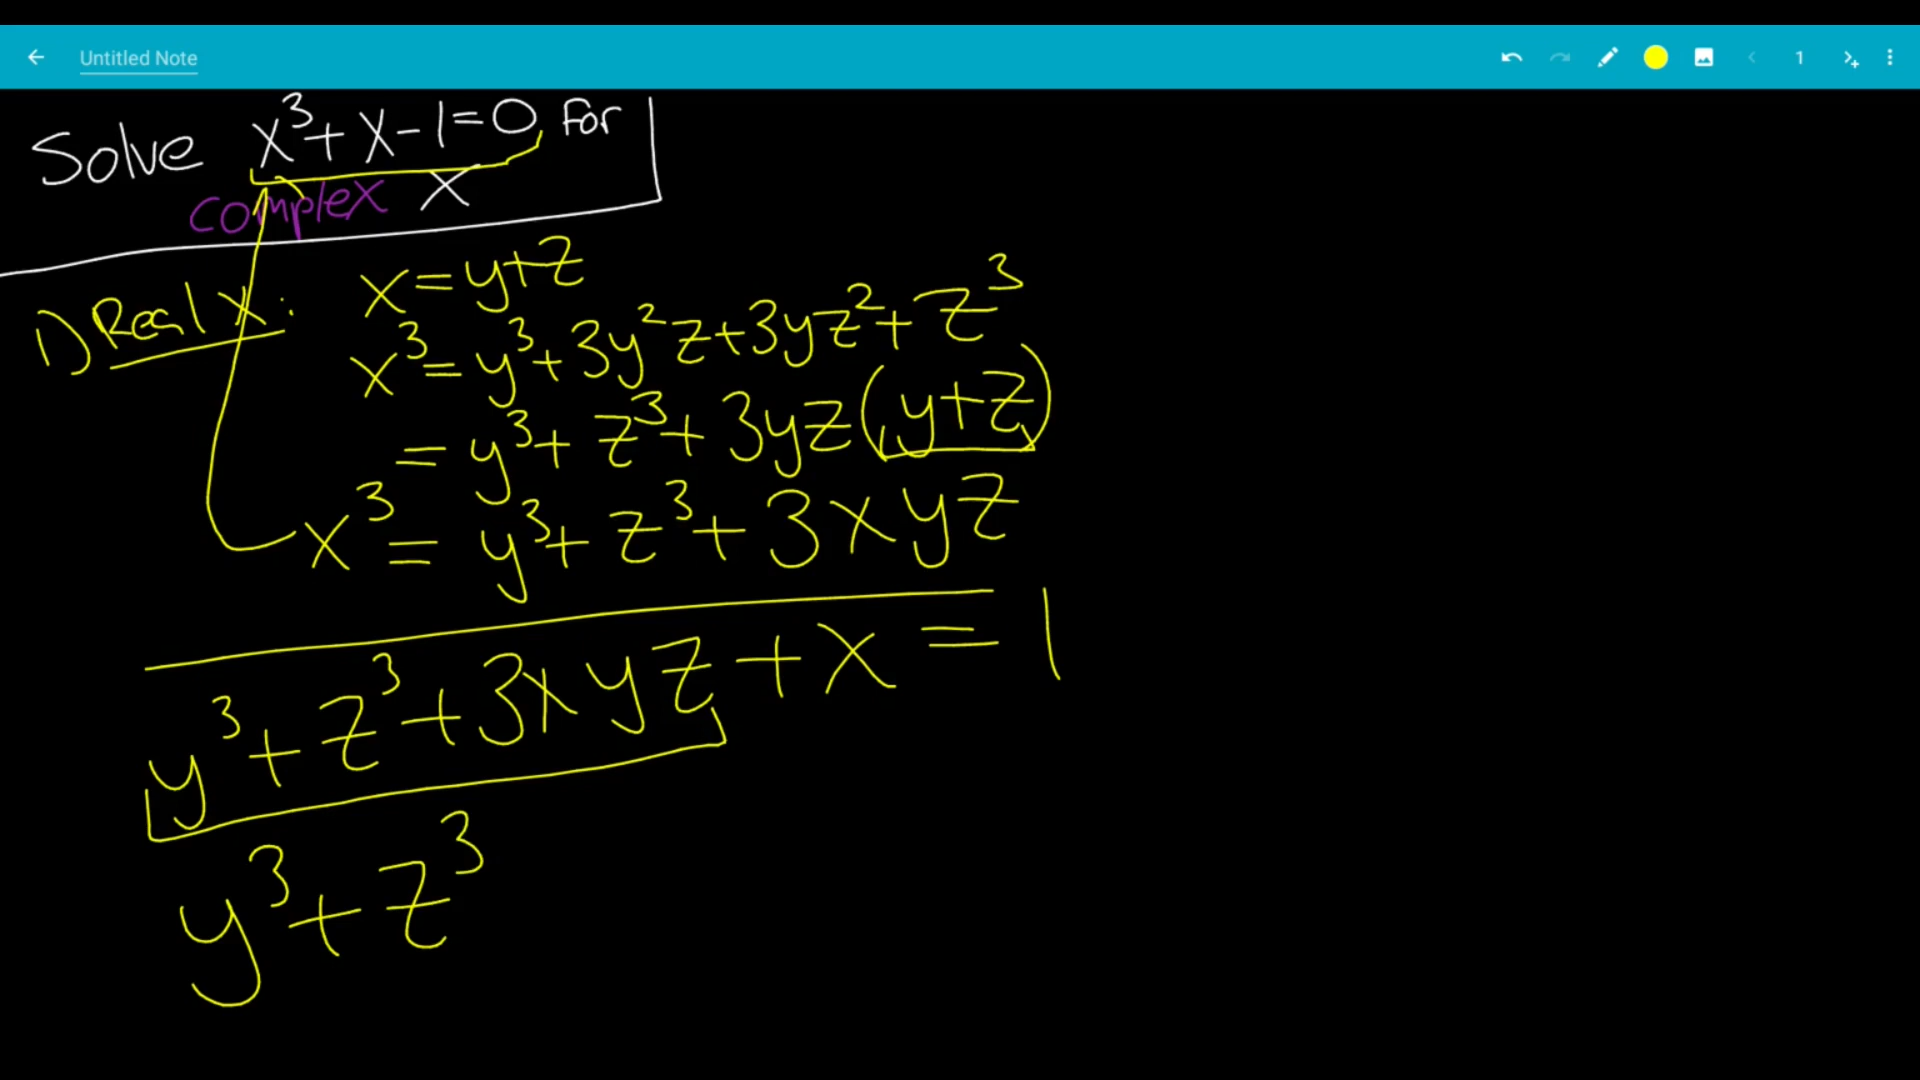 Untitled Note
1
Solve x³+x-1=0 for
complex x
1) Real x: x=y+z
x³=y³+3y²z+3yz²+z³
=y³+z³+3yz(y+z)
x³=y³+z³+3xyz
y³+z³+3xyz+x=1
y³+z³